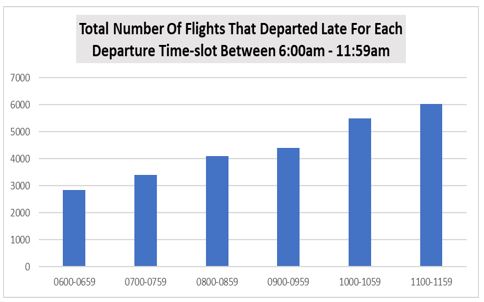 Total Number Of Flights That Departed Late For Each
Departure Time-slot Between 6:00am - 11:59am
7000
6000
5000
4000
3000
2000
1000
0
0600-0659 0700-0759 0800-0859 0900-0959 1000-1059 1100-1159